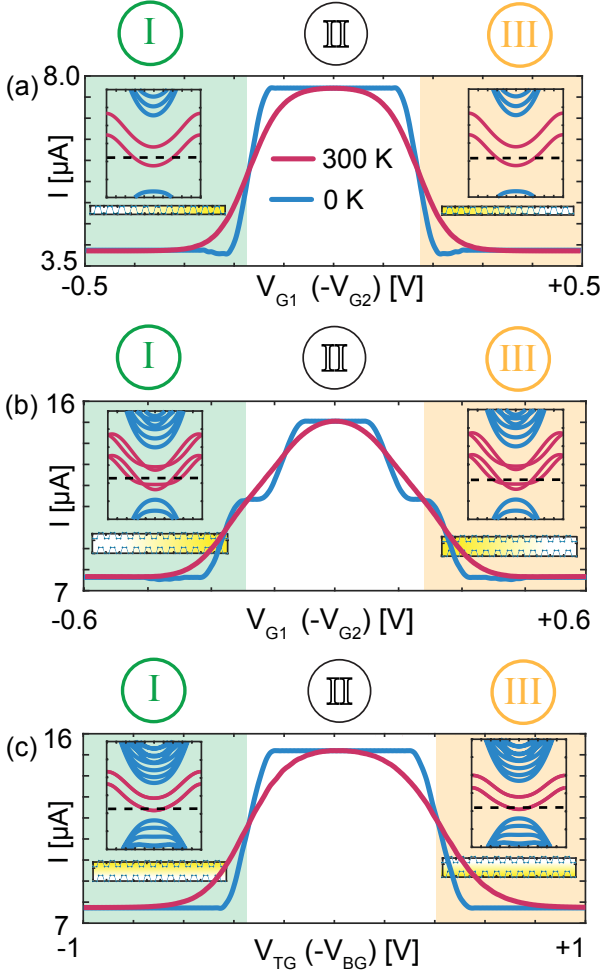 I II III
(a)
8.0
I [μA]
300 K
0 K
3.5
-0.5 V_G1 (-V_G2) [V] +0.5
I II III
(b)
16
I [μA]
7
-0.6 V_G1 (-V_G2) [V] +0.6
I II III
(c)
16
I [μA]
7
-1 V_TG (-V_BG) [V] +1